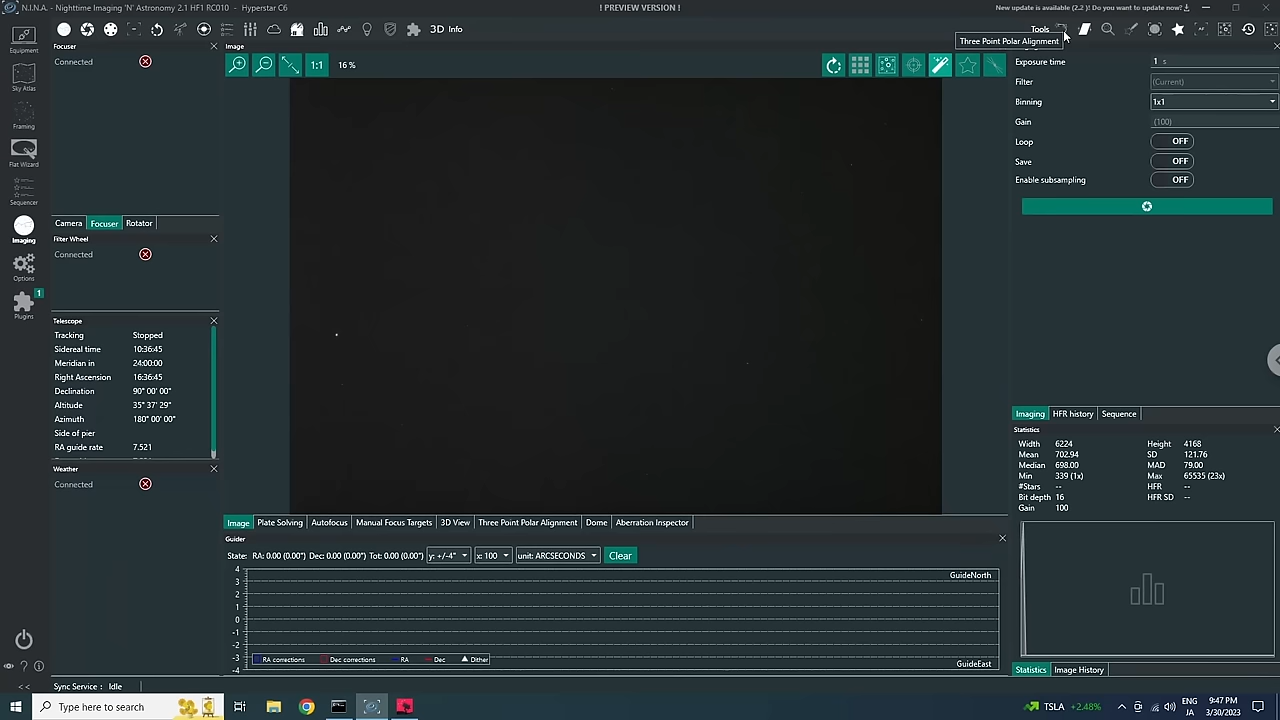 N.I.N.A. - Nighttime Imaging 'N' Astronomy 2.1 HF1 RC010 - Hyperstar C6
! PREVIEW VERSION !
New update is available (2.2 )! Do you want to update now?
3D Info
Tools
Three Point Polar Alignment
Equipment
Sky Atlas
Framing
Flat Wizard
Sequencer
Imaging
Options
1
Plugins
Focuser
Connected
Camera
Focuser
Rotator
Filter Wheel
Connected
Telescope
Tracking Stopped
Sidereal time 10:36:45
Meridian in 24:00:00
Right Ascension 16:36:45
Declination 90° 00' 00"
Altitude 35° 37' 29"
Azimuth 180° 00' 00"
Side of pier
RA guide rate 7.521
Weather
Connected
Image
1:1
16 %
Image
Plate Solving
Autofocus
Manual Focus Targets
3D View
Three Point Polar Alignment
Dome
Aberration Inspector
Guider
State: RA: 0.00 (0.00") Dec: 0.00 (0.00") Tot: 0.00 (0.00") y: +/-4" x: 100 unit: ARCSECONDS Clear
4
3
2
1
0
-1
-2
-3
-4
GuideNorth
GuideEast
RA corrections
Dec corrections
RA
Dec
Dither
Exposure time 1 s
Filter (Current)
Binning 1x1
Gain (100)
Loop OFF
Save OFF
Enable subsampling OFF
Imaging
HFR history
Sequence
Statistics
Width 6224 Height 4168
Mean 702.94 SD 121.76
Median 698.00 MAD 79.00
Min 339 (1x) Max 65535 (23x)
#Stars -- HFR --
Bit depth 16 HFR SD --
Gain 100
Statistics
Image History
<<
Sync Service : Idle
Type here to search
TSLA +2.48%
ENG
JA
9:47 PM
3/30/2023